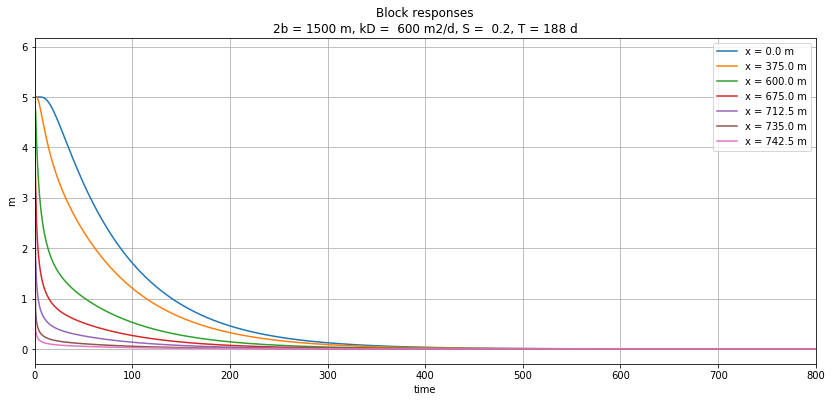 Block responses
2b = 1500 m, kD =  600 m2/d, S =  0.2, T = 188 d
6
5
4
3
2
1
0
m
0
100
200
300
400
500
600
700
800
time
x = 0.0 m
x = 375.0 m
x = 600.0 m
x = 675.0 m
x = 712.5 m
x = 735.0 m
x = 742.5 m